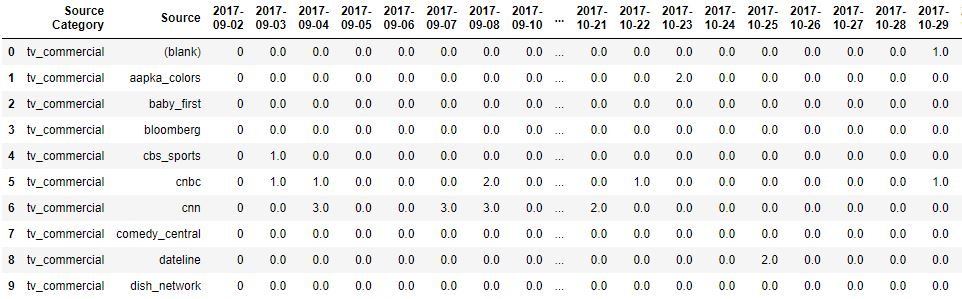 Source Category Source 2017-09-02 2017-09-03 2017-09-04 2017-09-05 2017-09-06 2017-09-07 2017-09-08 2017-09-10 ... 2017-10-21 2017-10-22 2017-10-23 2017-10-24 2017-10-25 2017-10-26 2017-10-27 2017-10-28 2017-10-29
0 tv_commercial (blank) 0 0.0 0.0 0.0 0.0 0.0 0.0 0.0 ... 0.0 0.0 0.0 0.0 0.0 0.0 0.0 0.0 1.0
1 tv_commercial aapka_colors 0 0.0 0.0 0.0 0.0 0.0 0.0 0.0 ... 0.0 0.0 2.0 0.0 0.0 0.0 0.0 0.0 0.0
2 tv_commercial baby_first 0 0.0 0.0 0.0 0.0 0.0 0.0 0.0 ... 0.0 0.0 0.0 0.0 0.0 0.0 0.0 0.0 0.0
3 tv_commercial bloomberg 0 0.0 0.0 0.0 0.0 0.0 0.0 0.0 ... 0.0 0.0 0.0 0.0 0.0 0.0 0.0 0.0 0.0
4 tv_commercial cbs_sports 0 1.0 0.0 0.0 0.0 0.0 0.0 0.0 ... 0.0 0.0 0.0 0.0 0.0 0.0 0.0 0.0 0.0
5 tv_commercial cnbc 0 1.0 1.0 0.0 0.0 0.0 2.0 0.0 ... 0.0 1.0 0.0 0.0 0.0 0.0 0.0 0.0 1.0
6 tv_commercial cnn 0 0.0 3.0 0.0 0.0 3.0 3.0 0.0 ... 2.0 0.0 0.0 0.0 0.0 0.0 0.0 0.0 0.0
7 tv_commercial comedy_central 0 0.0 0.0 0.0 0.0 0.0 0.0 0.0 ... 0.0 0.0 0.0 0.0 0.0 0.0 0.0 0.0 0.0
8 tv_commercial dateline 0 0.0 0.0 0.0 0.0 0.0 0.0 0.0 ... 0.0 0.0 0.0 0.0 2.0 0.0 0.0 0.0 0.0
9 tv_commercial dish_network 0 0.0 0.0 0.0 0.0 0.0 0.0 0.0 ... 0.0 0.0 0.0 0.0 0.0 0.0 0.0 0.0 0.0